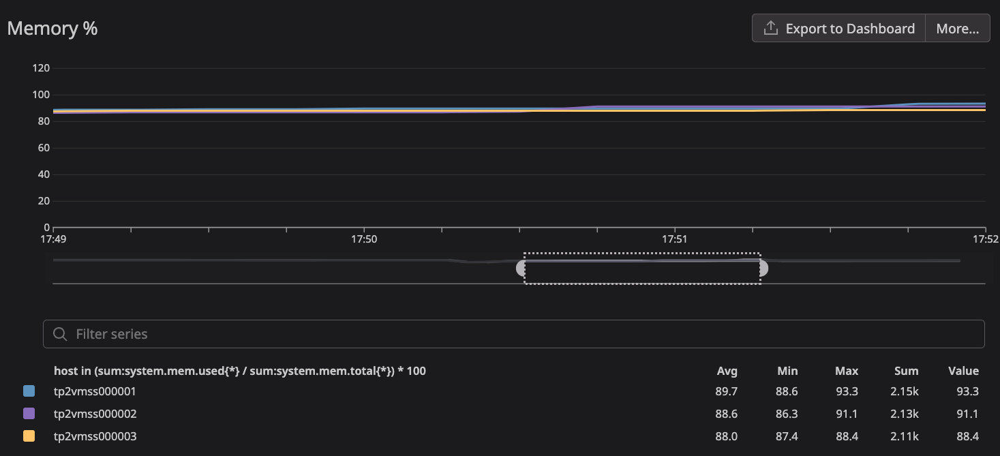 Memory %
Export to Dashboard More...
120
100
80
60
40
20
0
17:49 17:50 17:51 17:52
Filter series
host in (sum:system.mem.used{*} / sum:system.mem.total{*}) * 100 Avg Min Max Sum Value
tp2vmss000001 89.7 88.6 93.3 2.15k 93.3
tp2vmss000002 88.6 86.3 91.1 2.13k 91.1
tp2vmss000003 88.0 87.4 88.4 2.11k 88.4